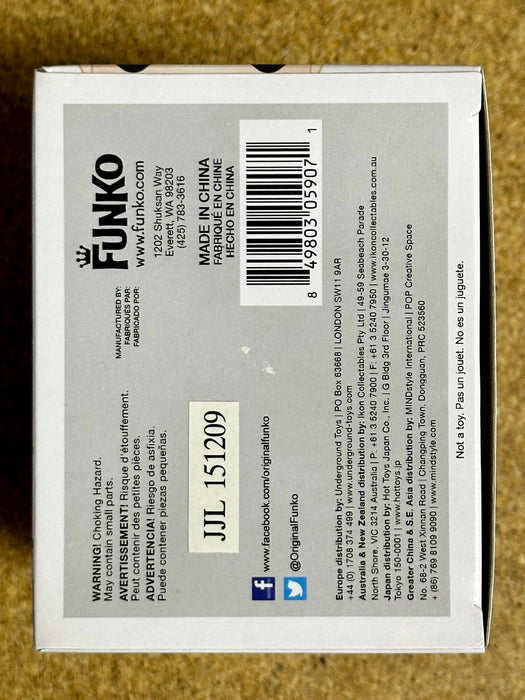 WARNING! Choking Hazard.
May contain small parts.
AVERTISSEMENT! Risque d'étouffement.
Peut contenir des petites pièces.
ADVERTENCIA! Riesgo de asfixia.
Puede contener piezas pequeñas.
MANUFACTURED BY:
FABRIQUÉS PAR:
FABRICADO POR:
FUNKO
www.funko.com
1202 Shuksan Way
Everett, WA 98203
(425) 783-3616
MADE IN CHINA
FABRIQUÉ EN CHINE
HECHO EN CHINA
JJL 151209
8 49803 05907 1
www.facebook.com/originalfunko
@OriginalFunko
Europe distribution by: Underground Toys | PO Box 63668 | LONDON SW11 9AR
+44 (0) 1708 374 499 | www.underground-toys.com
Australia & New Zealand distribution by: Ikon Collectables Pty Ltd | 49-59 Seabeach Parade
North Shore, VIC 3214 Australia | P: +61 3 5240 7900 | F: +61 3 5240 7950 | www.ikoncollectables.com.au
Japan distribution by: Hot Toys Japan Co., Inc. | G Bldg 3rd Floor | Jingumae 3-30-12
Tokyo 150-0001 | www.hottoys.jp
Greater China & S.E. Asia distribution by: MINDstyle International | POP Creative Space
No. 68-2 West Xinman Road | Changping Town. Dongguan, PRC 523560
+ (86) 769 8109 9090 | www.mindstyle.com
Not a toy. Pas un jouet. No es un juguete.